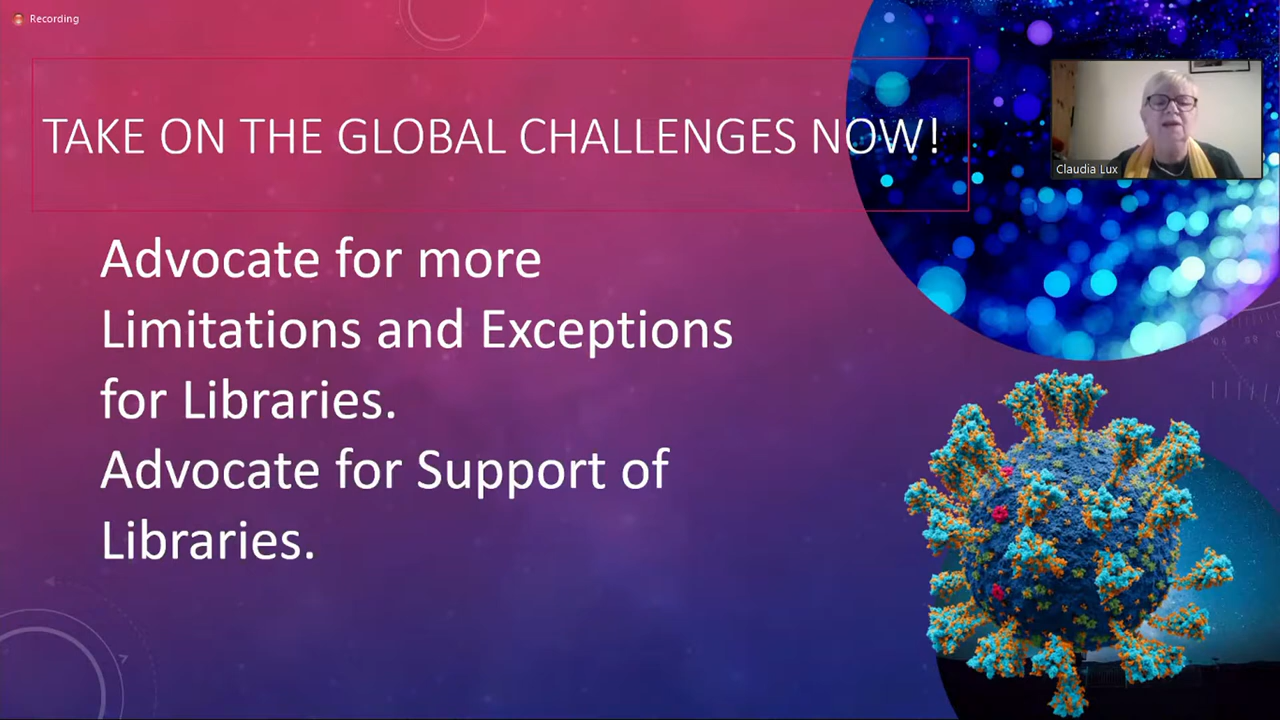 Recording
TAKE ON THE GLOBAL CHALLENGES NOW!
Claudia Lux
Advocate for more
Limitations and Exceptions
for Libraries.
Advocate for Support of
Libraries.